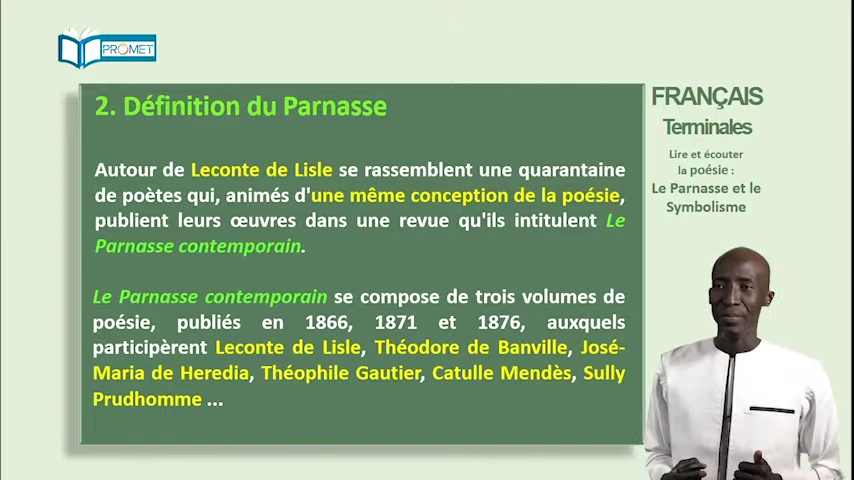 PROMET
2. Définition du Parnasse
Autour de Leconte de Lisle se rassemblent une quarantaine
de poètes qui, animés d'une même conception de la poésie,
publient leurs œuvres dans une revue qu'ils intitulent Le
Parnasse contemporain.
Le Parnasse contemporain se compose de trois volumes de
poésie, publiés en 1866, 1871 et 1876, auxquels
participèrent Leconte de Lisle, Théodore de Banville, José-
Maria de Heredia, Théophile Gautier, Catulle Mendès, Sully
Prudhomme ...
FRANÇAIS
Terminales
Lire et écouter
la poésie :
Le Parnasse et le
Symbolisme